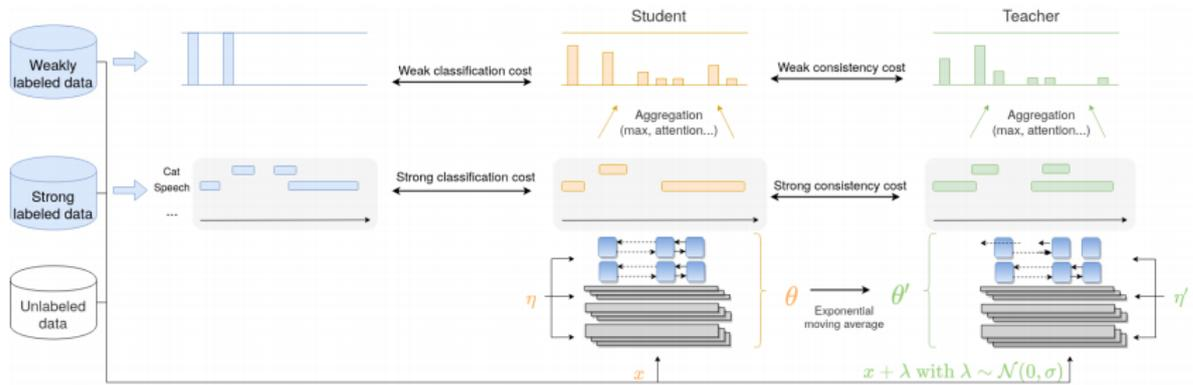 Student
Teacher
Weakly
labeled data
Weak classification cost
Weak consistency cost
Aggregation
(max, attention...)
Aggregation
(max, attention...)
Strong
labeled data
Cat
Speech
...
Strong classification cost
Strong consistency cost
Unlabeled
data
η
θ
Exponential
moving average
θ′
η′
x
x + λ with λ ∼ 𝒩(0, σ)